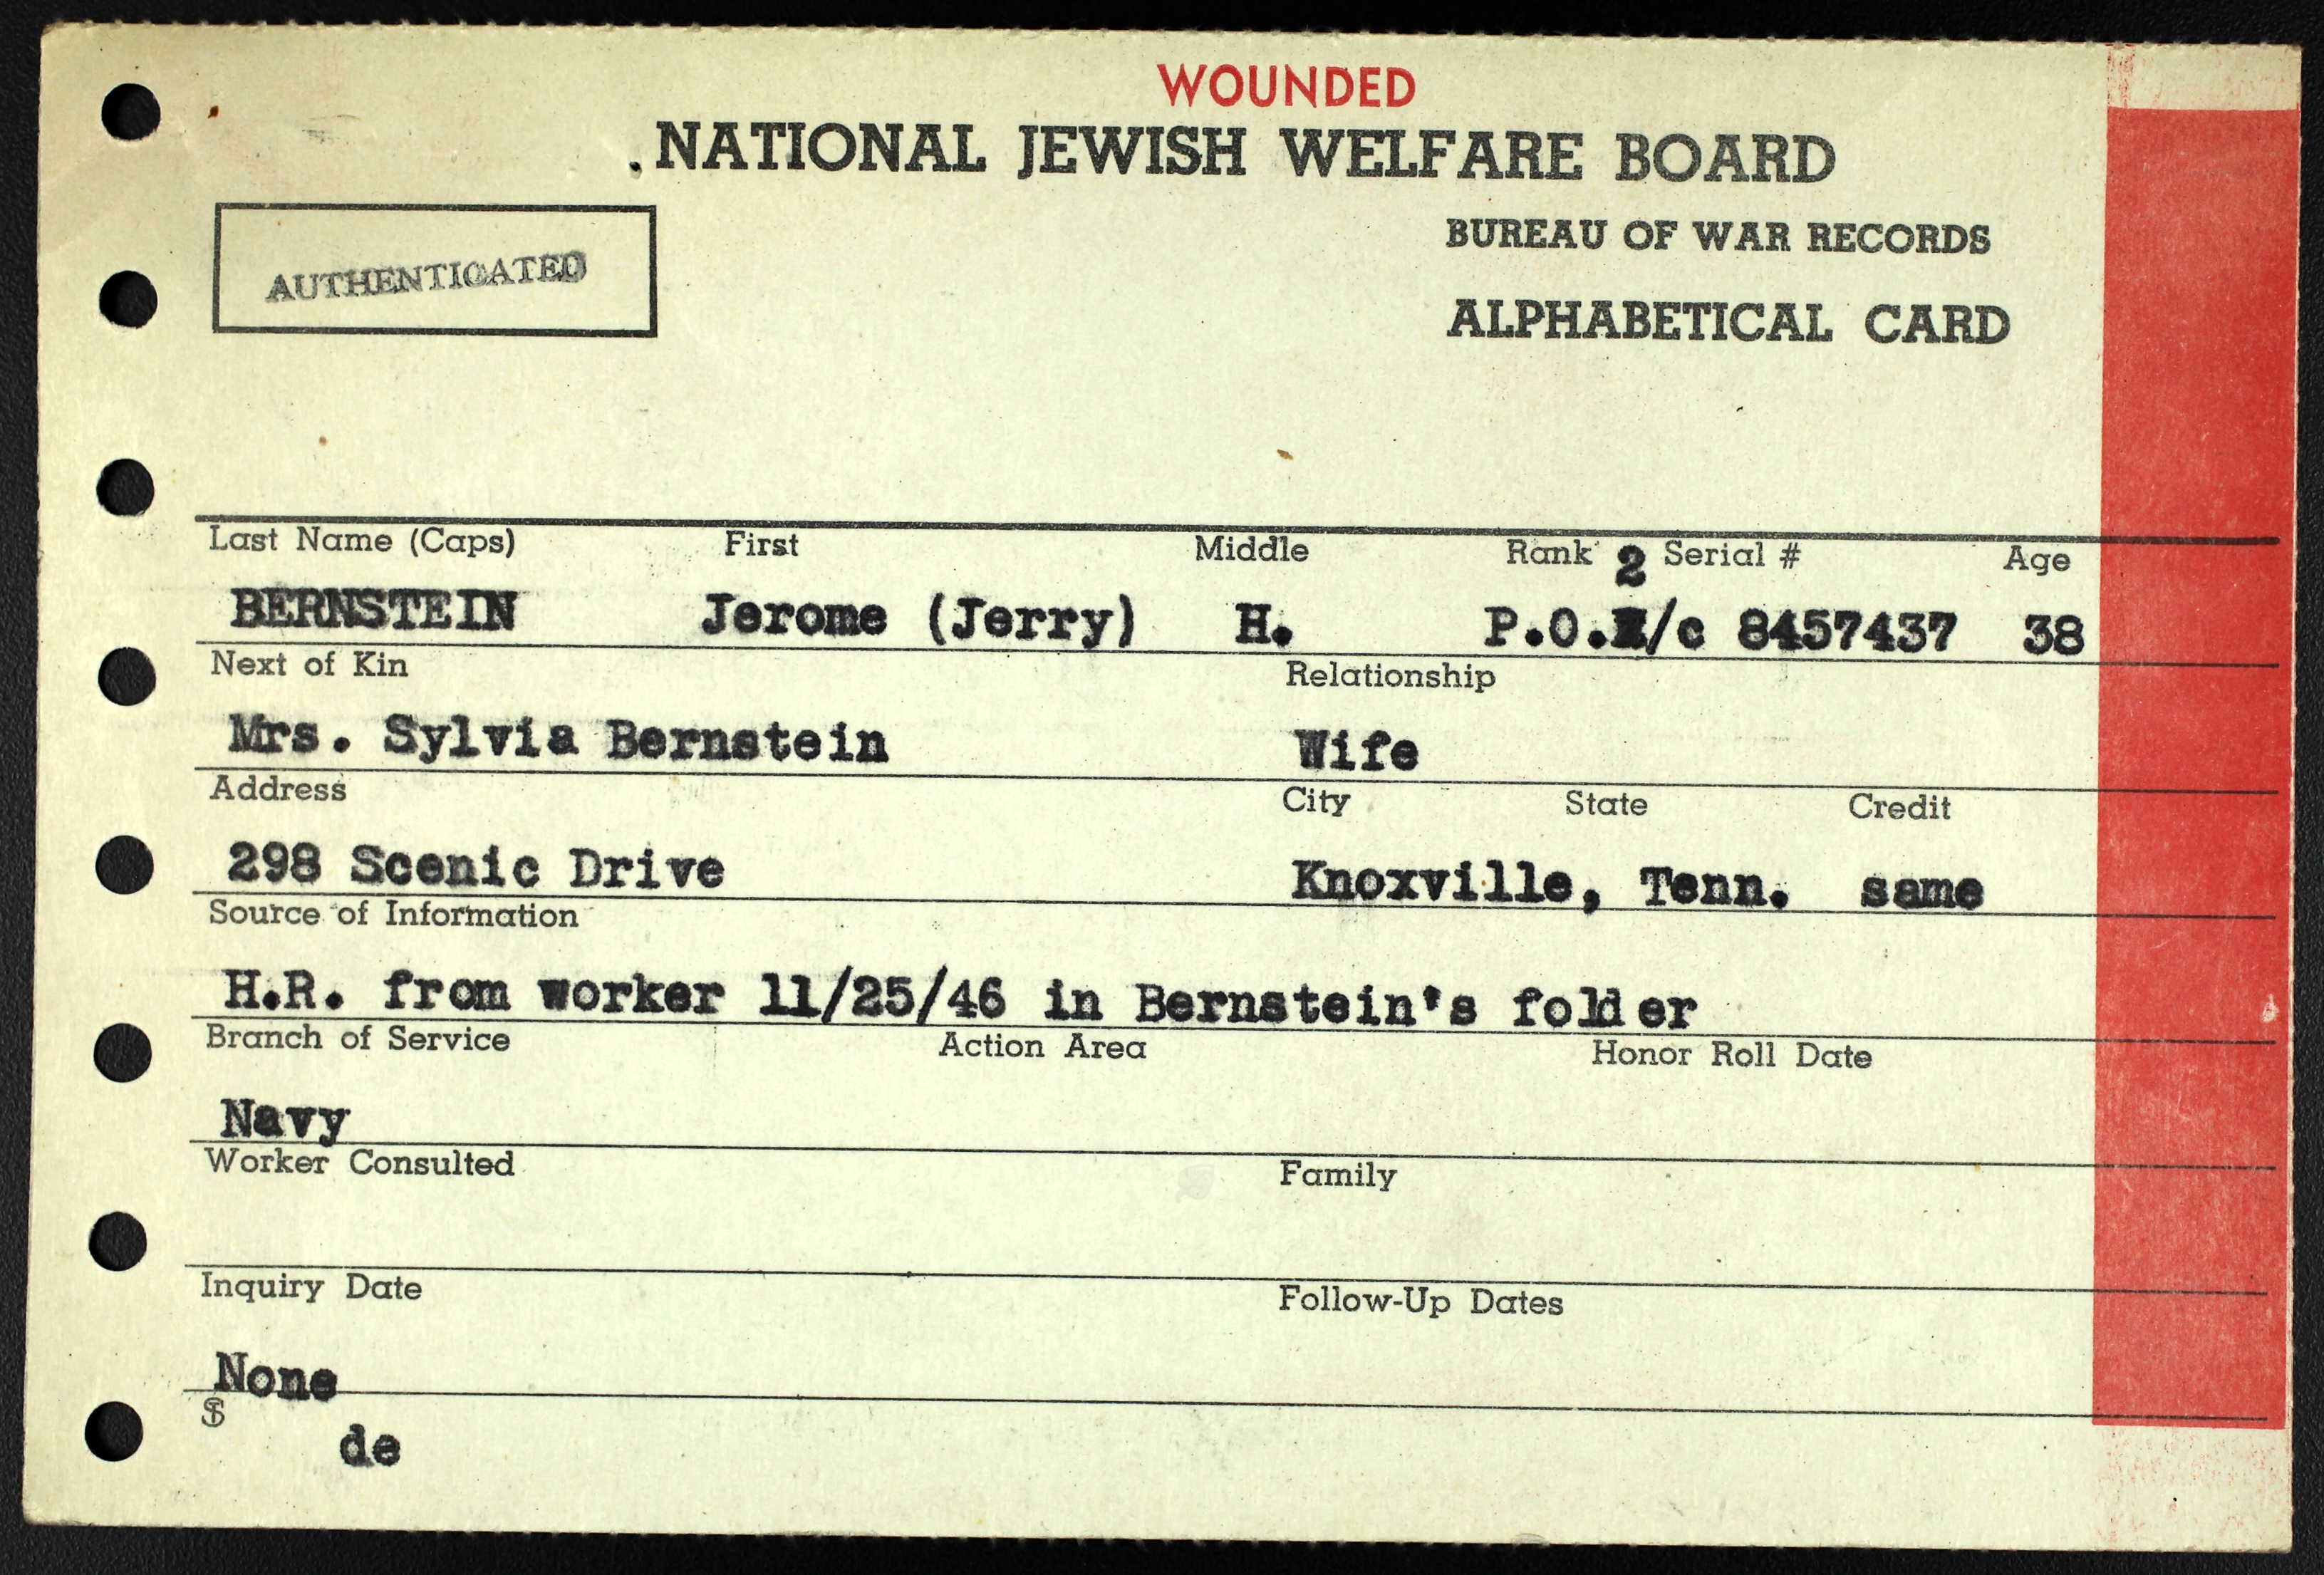 WOUNDED
NATIONAL JEWISH WELFARE BOARD
BUREAU OF WAR RECORDS
AUTHENTICATED
ALPHABETICAL CARD
Last Name (Caps) First Middle Rank Serial # Age
2
BERNSTEIN Jerome (Jerry) H. P.O. /c 8457437 38
Next of Kin Relationship
Mrs. Sylvia Bernstein Wife
Address City State Credit
298 Scenic Drive Knoxville, Tenn. same
Source of Information
H.R. from worker 11/25/46 in Bernstein's folder
Branch of Service Action Area Honor Roll Date
Navy
Worker Consulted Family
Inquiry Date Follow-Up Dates
None
$
de